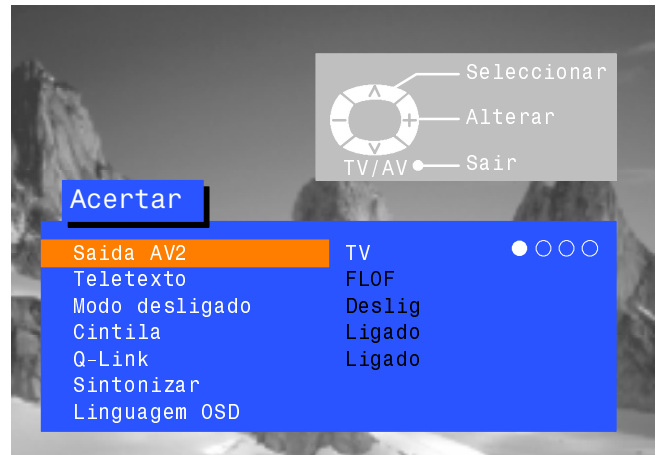 Seleccionar
Alterar
TV/AV Sair
Acertar
Saida AV2 TV
Teletexto FLOF
Modo desligado Deslig
Cintila Ligado
Q-Link Ligado
Sintonizar
Linguagem OSD